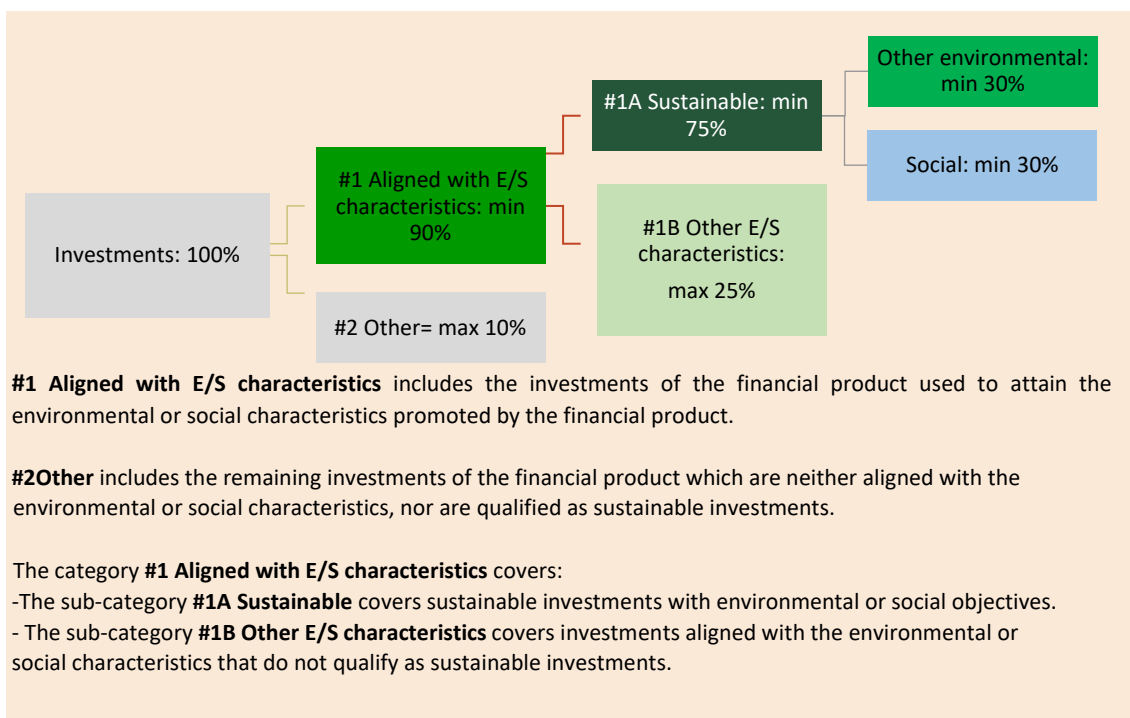 Other environmental:
min 30%
#1A Sustainable: min
75%
Social: min 30%
#1 Aligned with E/S
characteristics: min
90%
#1B Other E/S
characteristics:
max 25%
Investments: 100%
#2 Other= max 10%
#1 Aligned with E/S characteristics includes the investments of the financial product used to attain the
environmental or social characteristics promoted by the financial product.
#2Other includes the remaining investments of the financial product which are neither aligned with the
environmental or social characteristics, nor are qualified as sustainable investments.
The category #1 Aligned with E/S characteristics covers:
-The sub-category #1A Sustainable covers sustainable investments with environmental or social objectives.
- The sub-category #1B Other E/S characteristics covers investments aligned with the environmental or
social characteristics that do not qualify as sustainable investments.